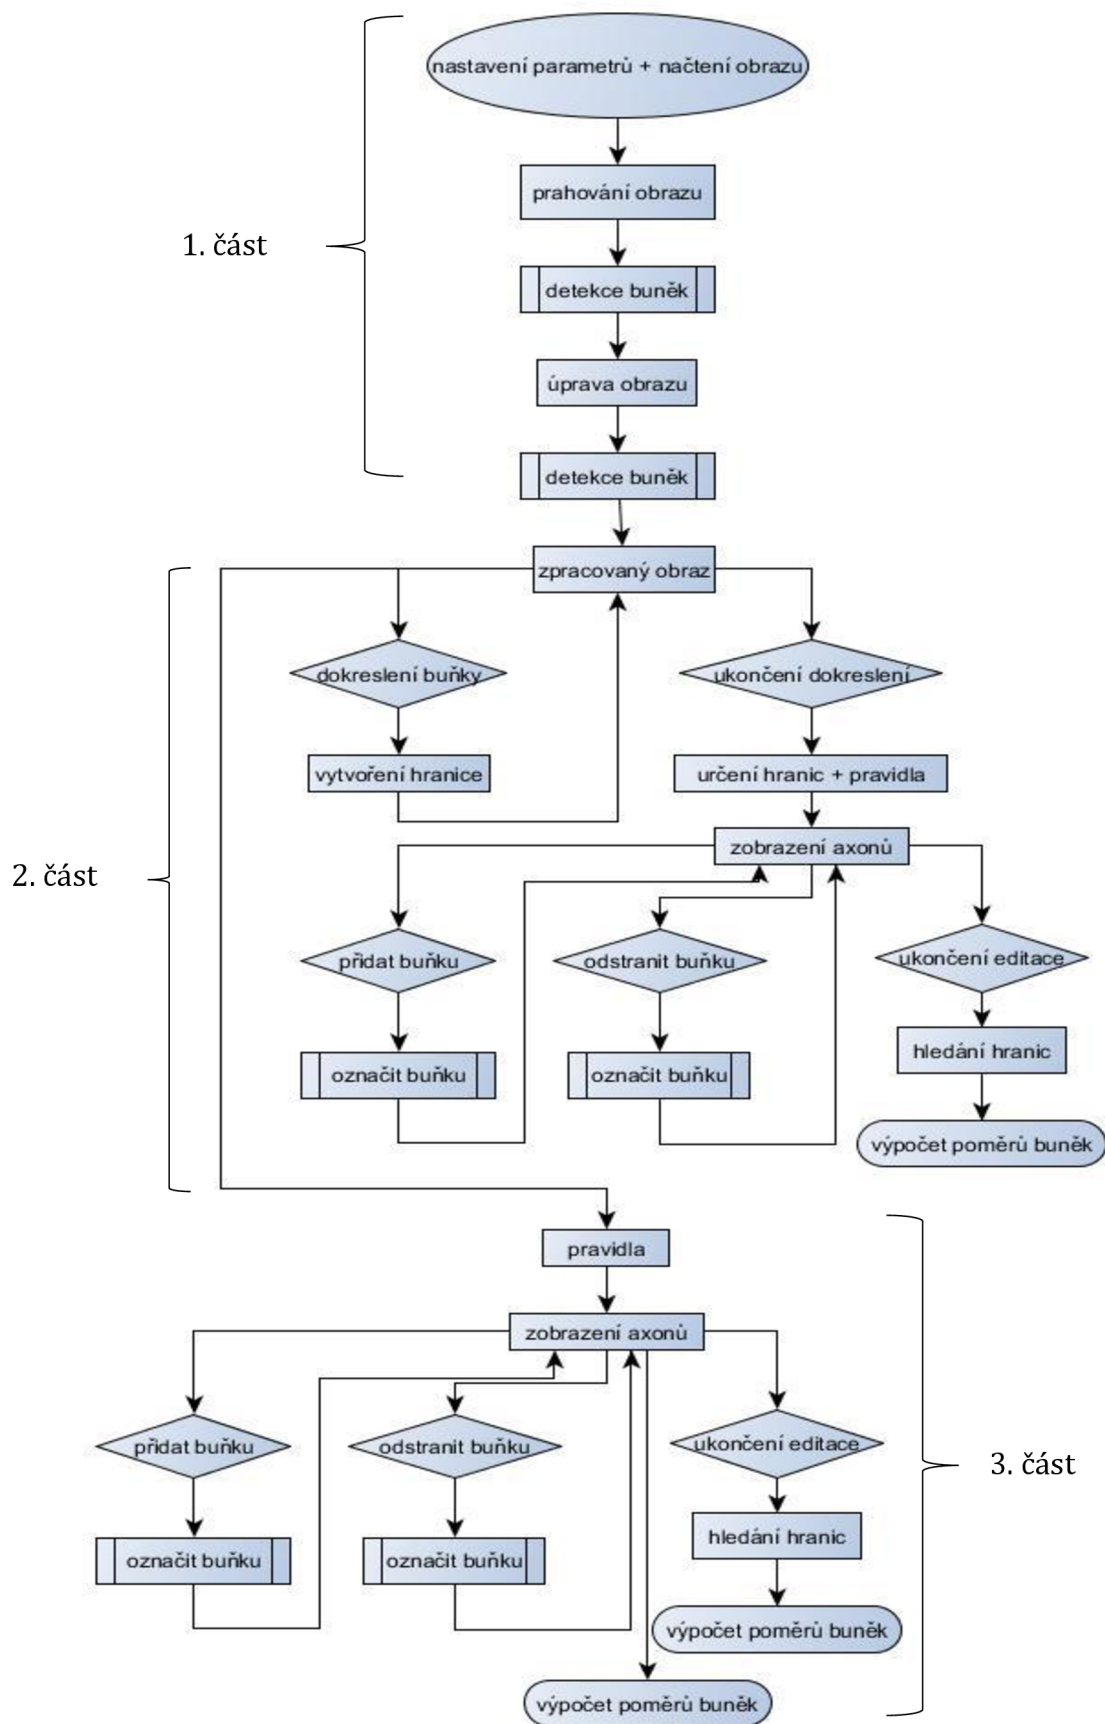 nastavení parametrů + načtení obrazu
prahování obrazu
1. část
detekce buněk
úprava obrazu
detekce buněk
zpracovaný obraz
dokreslení buňky
ukončení dokreslení
vytvoření hranice
určení hranic + pravidla
zobrazení axonů
2. část
přidat buňku
odstranit buňku
ukončení editace
označit buňku
označit buňku
hledání hranic
výpočet poměrů buněk
pravidla
zobrazení axonů
přidat buňku
odstranit buňku
ukončení editace
3. část
označit buňku
označit buňku
hledání hranic
výpočet poměrů buněk
výpočet poměrů buněk